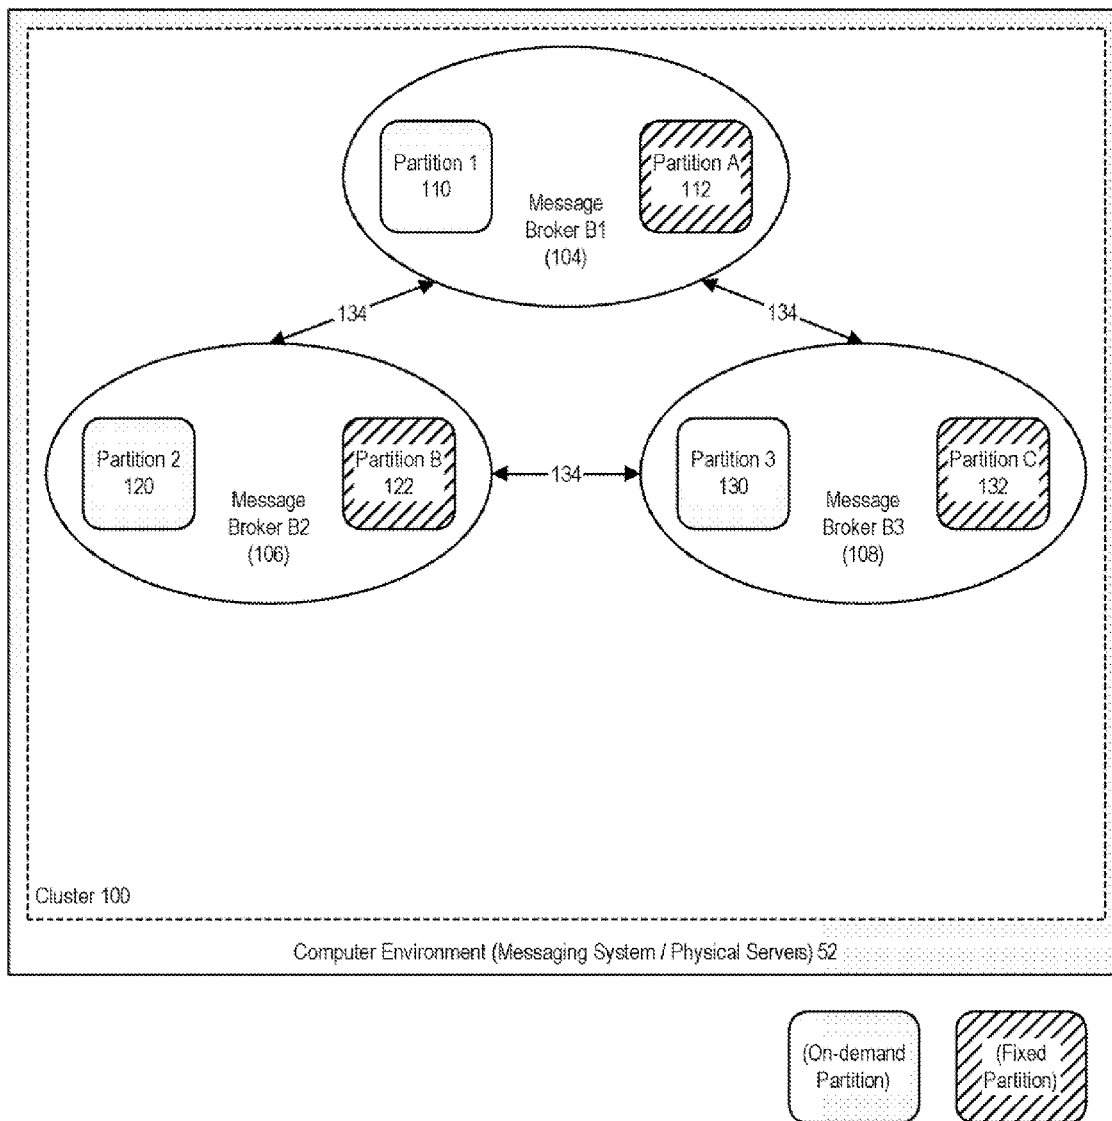 Partition 1
110
Partition A
112
Message
Broker B1
(104)
134
134
Partition 2
120
Partition B
122
Message
Broker B2
(106)
134
Partition 3
130
Partition C
132
Message
Broker B3
(108)
Cluster 100
Computer Environment (Messaging System / Physical Servers) 52
(On-demand
Partition)
(Fixed
Partition)